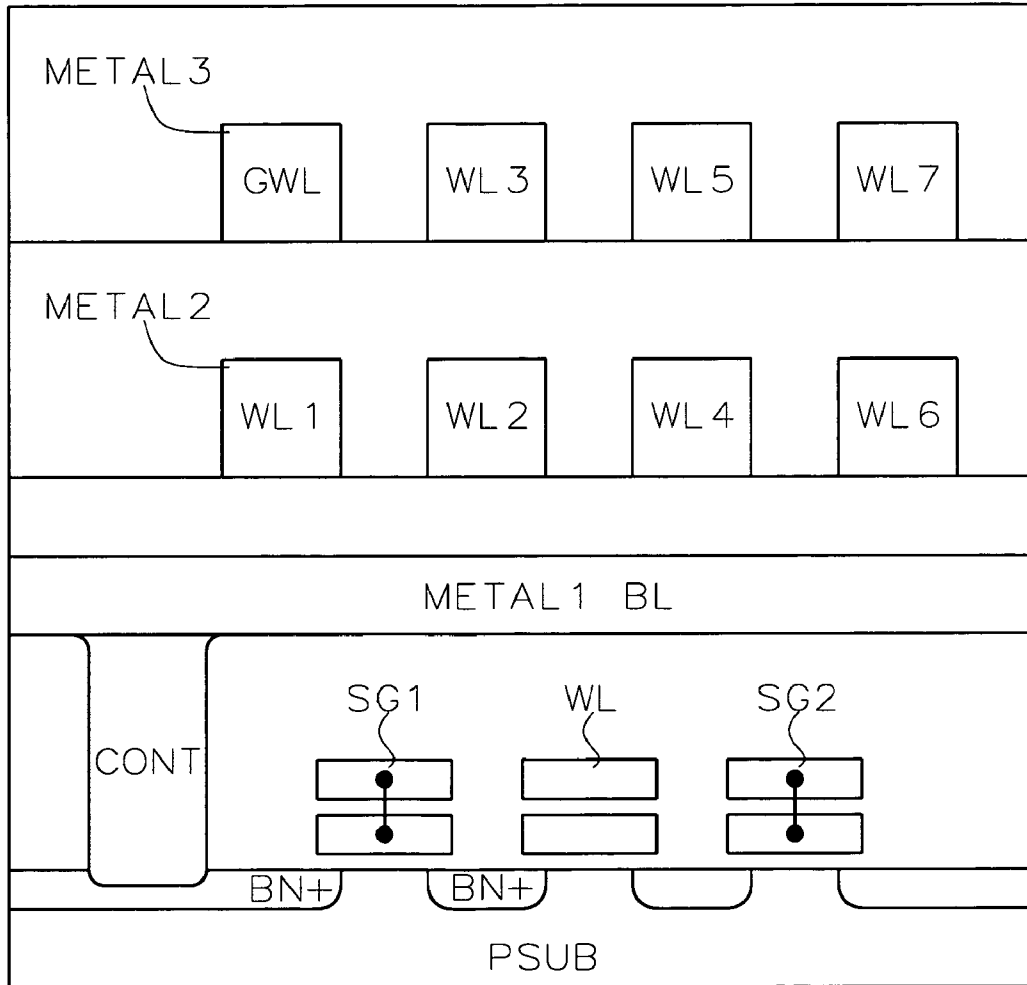 METAL3
GWL WL3 WL5 WL7
METAL2
WL1 WL2 WL4 WL6
METAL1 BL
SG1 WL SG2
CONT
BN+ BN+
PSUB